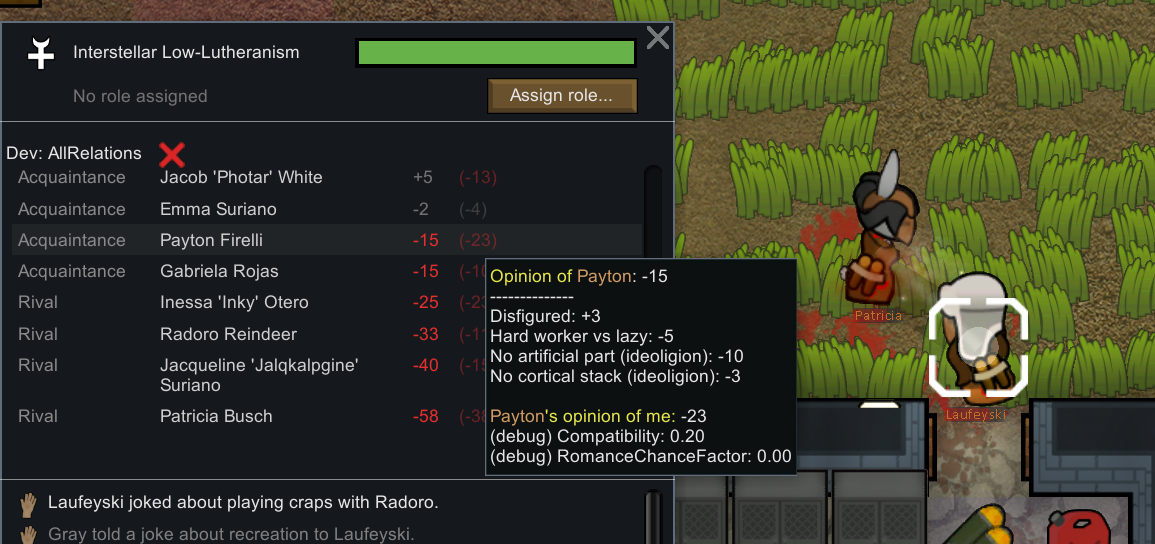 Interstellar Low-Lutheranism
No role assigned
Assign role...
Dev: AllRelations
Acquaintance Jacob 'Photar' White +5 (-13)
Acquaintance Emma Suriano -2 (-4)
Acquaintance Payton Firelli -15 (-23)
Acquaintance Gabriela Rojas -15
Rival Inessa 'Inky' Otero -25
Rival Radoro Reindeer -33
Rival Jacqueline 'Jalqkalpgine' -40
Suriano
Rival Patricia Busch -58
Opinion of Payton: -15
--------------
Disfigured: +3
Hard worker vs lazy: -5
No artificial part (ideoligion): -10
No cortical stack (ideoligion): -3
Payton's opinion of me: -23
(debug) Compatibility: 0.20
(debug) RomanceChanceFactor: 0.00
Laufeyski joked about playing craps with Radoro.
Gray told a joke about recreation to Laufeyski.
Patricia
Laufeyski